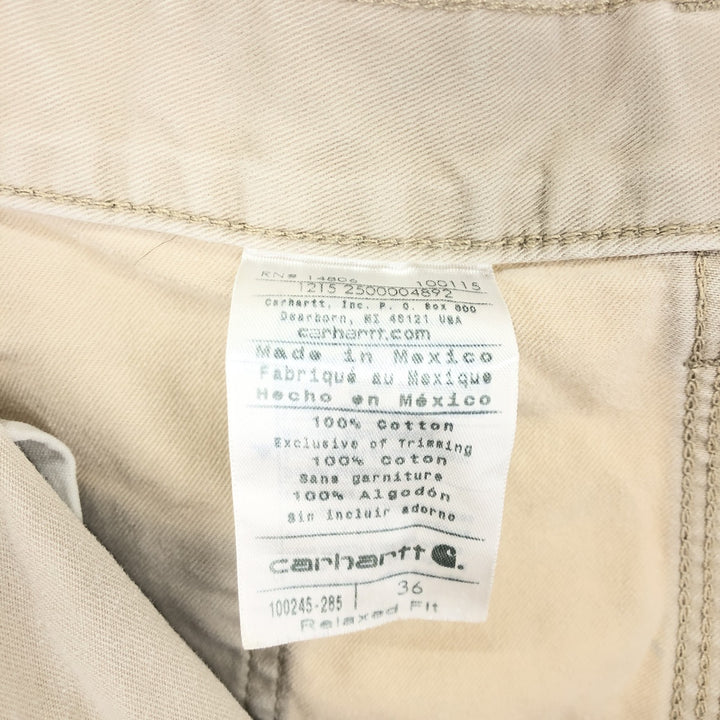 RN# 14806 100115
1215 2500004892
Carhartt, Inc. P. O. Box 600
Dearborn, MI 48121 USA
carhartt.com
Made in Mexico
Fabriqué au Mexique
Hecho en México
100% Cotton
Exclusive of Trimming
100% Coton
Sans garniture
100% Algodón
Sin incluir adorno
carhartt
100245-285 36
Relaxed Fit